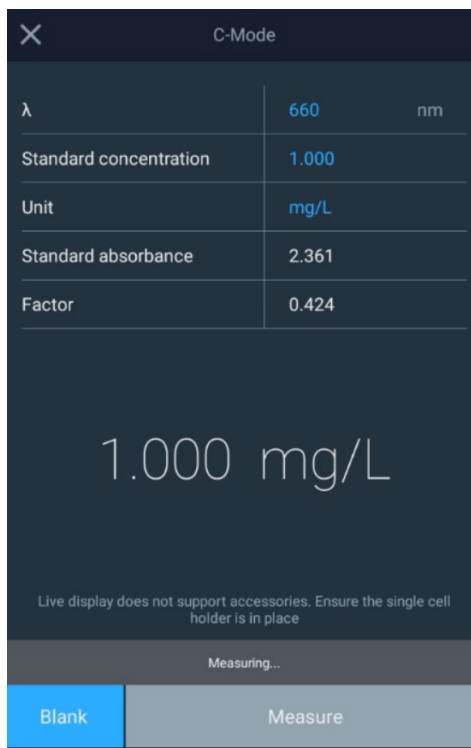 C-Mode
λ 660 nm
Standard concentration 1.000
Unit mg/L
Standard absorbance 2.361
Factor 0.424
1.000 mg/L
Live display does not support accessories. Ensure the single cell
holder is in place
Measuring...
Blank Measure